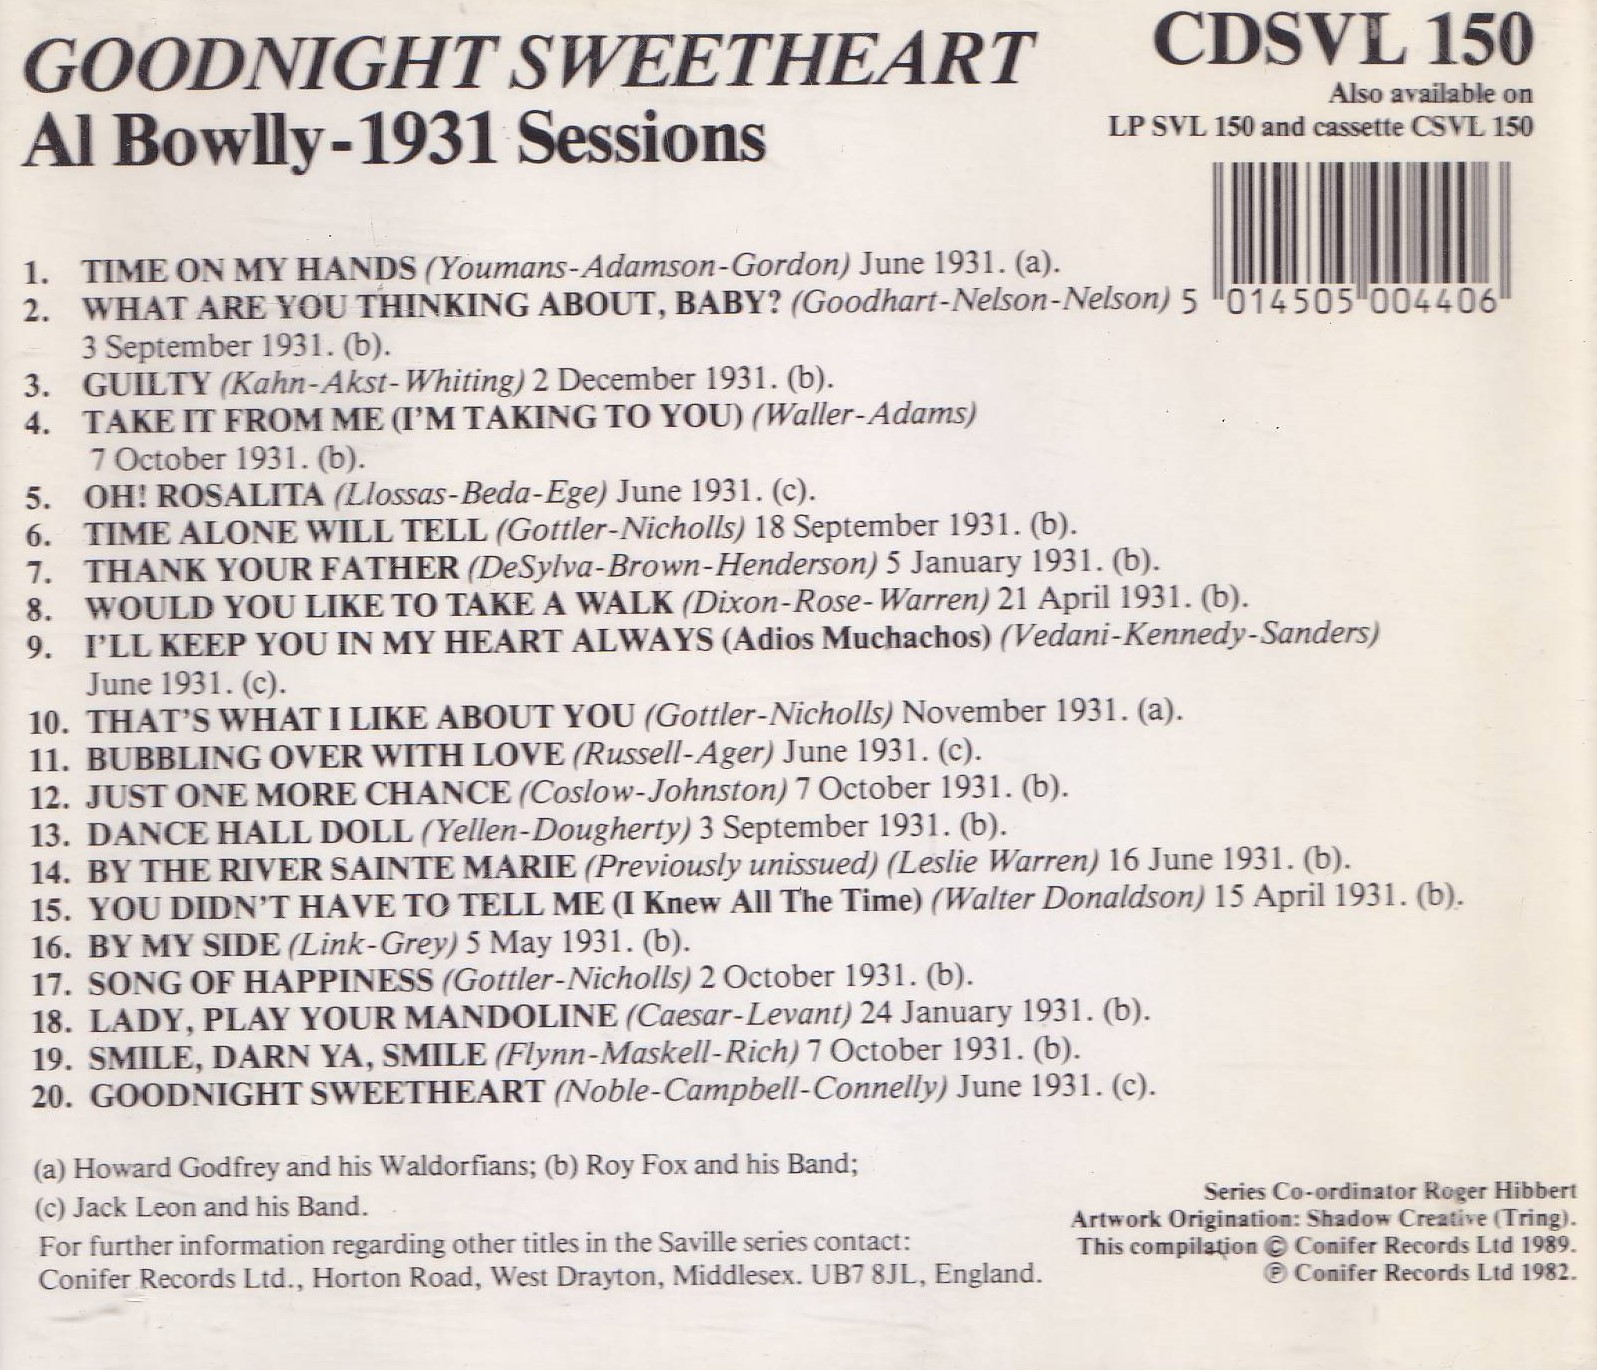 GOODNIGHT SWEETHEART
Al Bowlly-1931 Sessions
CDSVL 150
Also available on
LP SVL 150 and cassette CSVL 150
5 014505 004406
1. TIME ON MY HANDS (Youmans-Adamson-Gordon) June 1931. (a).
2. WHAT ARE YOU THINKING ABOUT, BABY? (Goodhart-Nelson-Nelson)
3 September 1931. (b).
3. GUILTY (Kahn-Akst-Whiting) 2 December 1931. (b).
4. TAKE IT FROM ME (I'M TAKING TO YOU) (Waller-Adams)
7 October 1931. (b).
5. OH! ROSALITA (Llossas-Beda-Ege) June 1931. (c).
6. TIME ALONE WILL TELL (Gottler-Nicholls) 18 September 1931. (b).
7. THANK YOUR FATHER (DeSylva-Brown-Henderson) 5 January 1931. (b).
8. WOULD YOU LIKE TO TAKE A WALK (Dixon-Rose-Warren) 21 April 1931. (b).
9. I'LL KEEP YOU IN MY HEART ALWAYS (Adios Muchachos) (Vedani-Kennedy-Sanders)
June 1931. (c).
10. THAT'S WHAT I LIKE ABOUT YOU (Gottler-Nicholls) November 1931. (a).
11. BUBBLING OVER WITH LOVE (Russell-Ager) June 1931. (c).
12. JUST ONE MORE CHANCE (Coslow-Johnston) 7 October 1931. (b).
13. DANCE HALL DOLL (Yellen-Dougherty) 3 September 1931. (b).
14. BY THE RIVER SAINTE MARIE (Previously unissued) (Leslie Warren) 16 June 1931. (b).
15. YOU DIDN'T HAVE TO TELL ME (I Knew All The Time) (Walter Donaldson) 15 April 1931. (b).
16. BY MY SIDE (Link-Grey) 5 May 1931. (b).
17. SONG OF HAPPINESS (Gottler-Nicholls) 2 October 1931. (b).
18. LADY, PLAY YOUR MANDOLINE (Caesar-Levant) 24 January 1931. (b).
19. SMILE, DARN YA, SMILE (Flynn-Maskell-Rich) 7 October 1931. (b).
20. GOODNIGHT SWEETHEART (Noble-Campbell-Connelly) June 1931. (c).
(a) Howard Godfrey and his Waldorfians; (b) Roy Fox and his Band;
(c) Jack Leon and his Band.
For further information regarding other titles in the Saville series contact:
Conifer Records Ltd., Horton Road, West Drayton, Middlesex. UB7 8JL, England.
Series Co-ordinator Roger Hibbert
Artwork Origination: Shadow Creative (Tring).
This compilation © Conifer Records Ltd 1989.
℗ Conifer Records Ltd 1982.